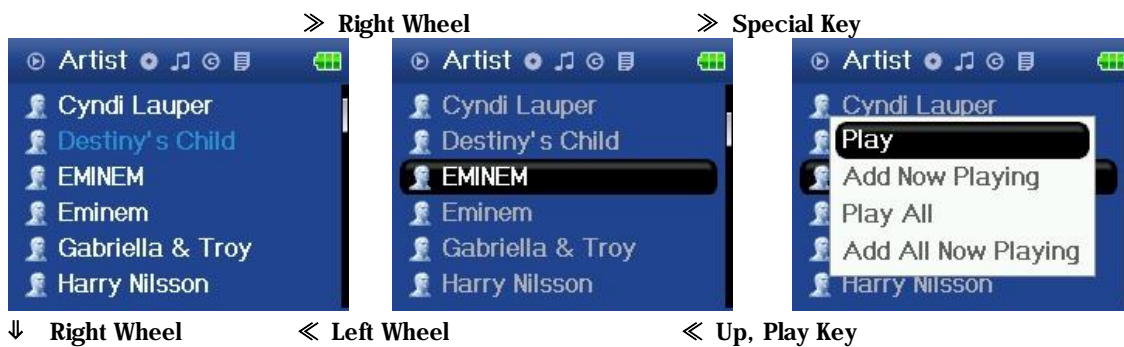 ≫ Right Wheel ≫ Special Key
Artist
Cyndi Lauper
Destiny's Child
EMINEM
Eminem
Gabriella & Troy
Harry Nilsson
Artist
Cyndi Lauper
Destiny's Child
EMINEM
Eminem
Gabriella & Troy
Harry Nilsson
Artist
Cyndi Lauper
Play
Add Now Playing
Play All
Add All Now Playing
Harry Nilsson
⇓ Right Wheel ≪ Left Wheel ≪ Up, Play Key